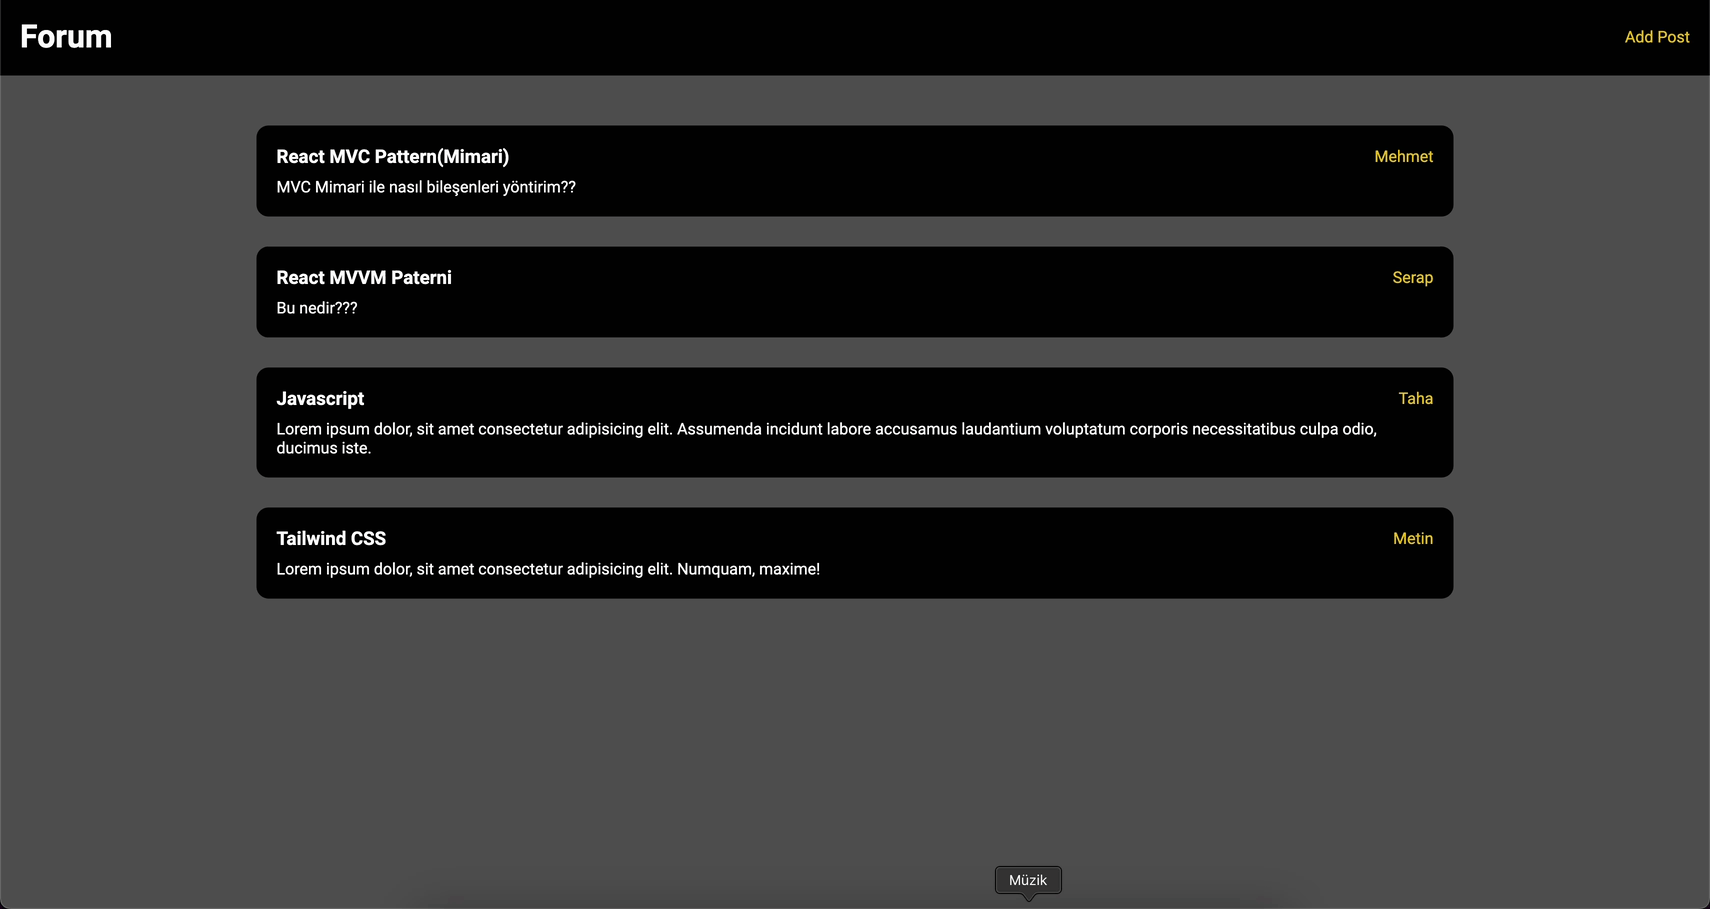 Forum
Add Post
React MVC Pattern(Mimari)
Mehmet
MVC Mimari ile nasıl bileşenleri yöntirim??
React MVVM Paterni
Serap
Bu nedir???
Javascript
Taha
Lorem ipsum dolor, sit amet consectetur adipisicing elit. Assumenda incidunt labore accusamus laudantium voluptatum corporis necessitatibus culpa odio,
ducimus iste.
Tailwind CSS
Metin
Lorem ipsum dolor, sit amet consectetur adipisicing elit. Numquam, maxime!
Müzik